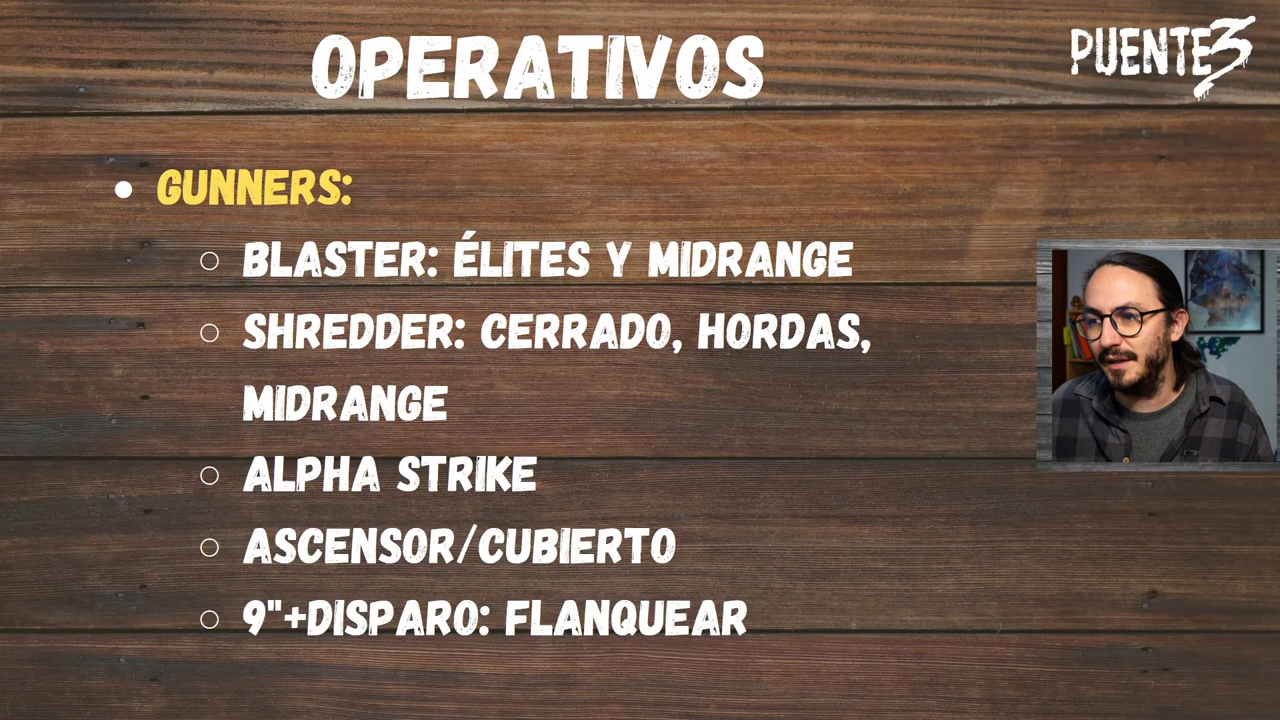 OPERATIVOS
PUENTE3
GUNNERS:
BLASTER: ÉLITES Y MIDRANGE
SHREDDER: CERRADO, HORDAS,
MIDRANGE
ALPHA STRIKE
ASCENSOR/CUBIERTO
9"+DISPARO: FLANQUEAR